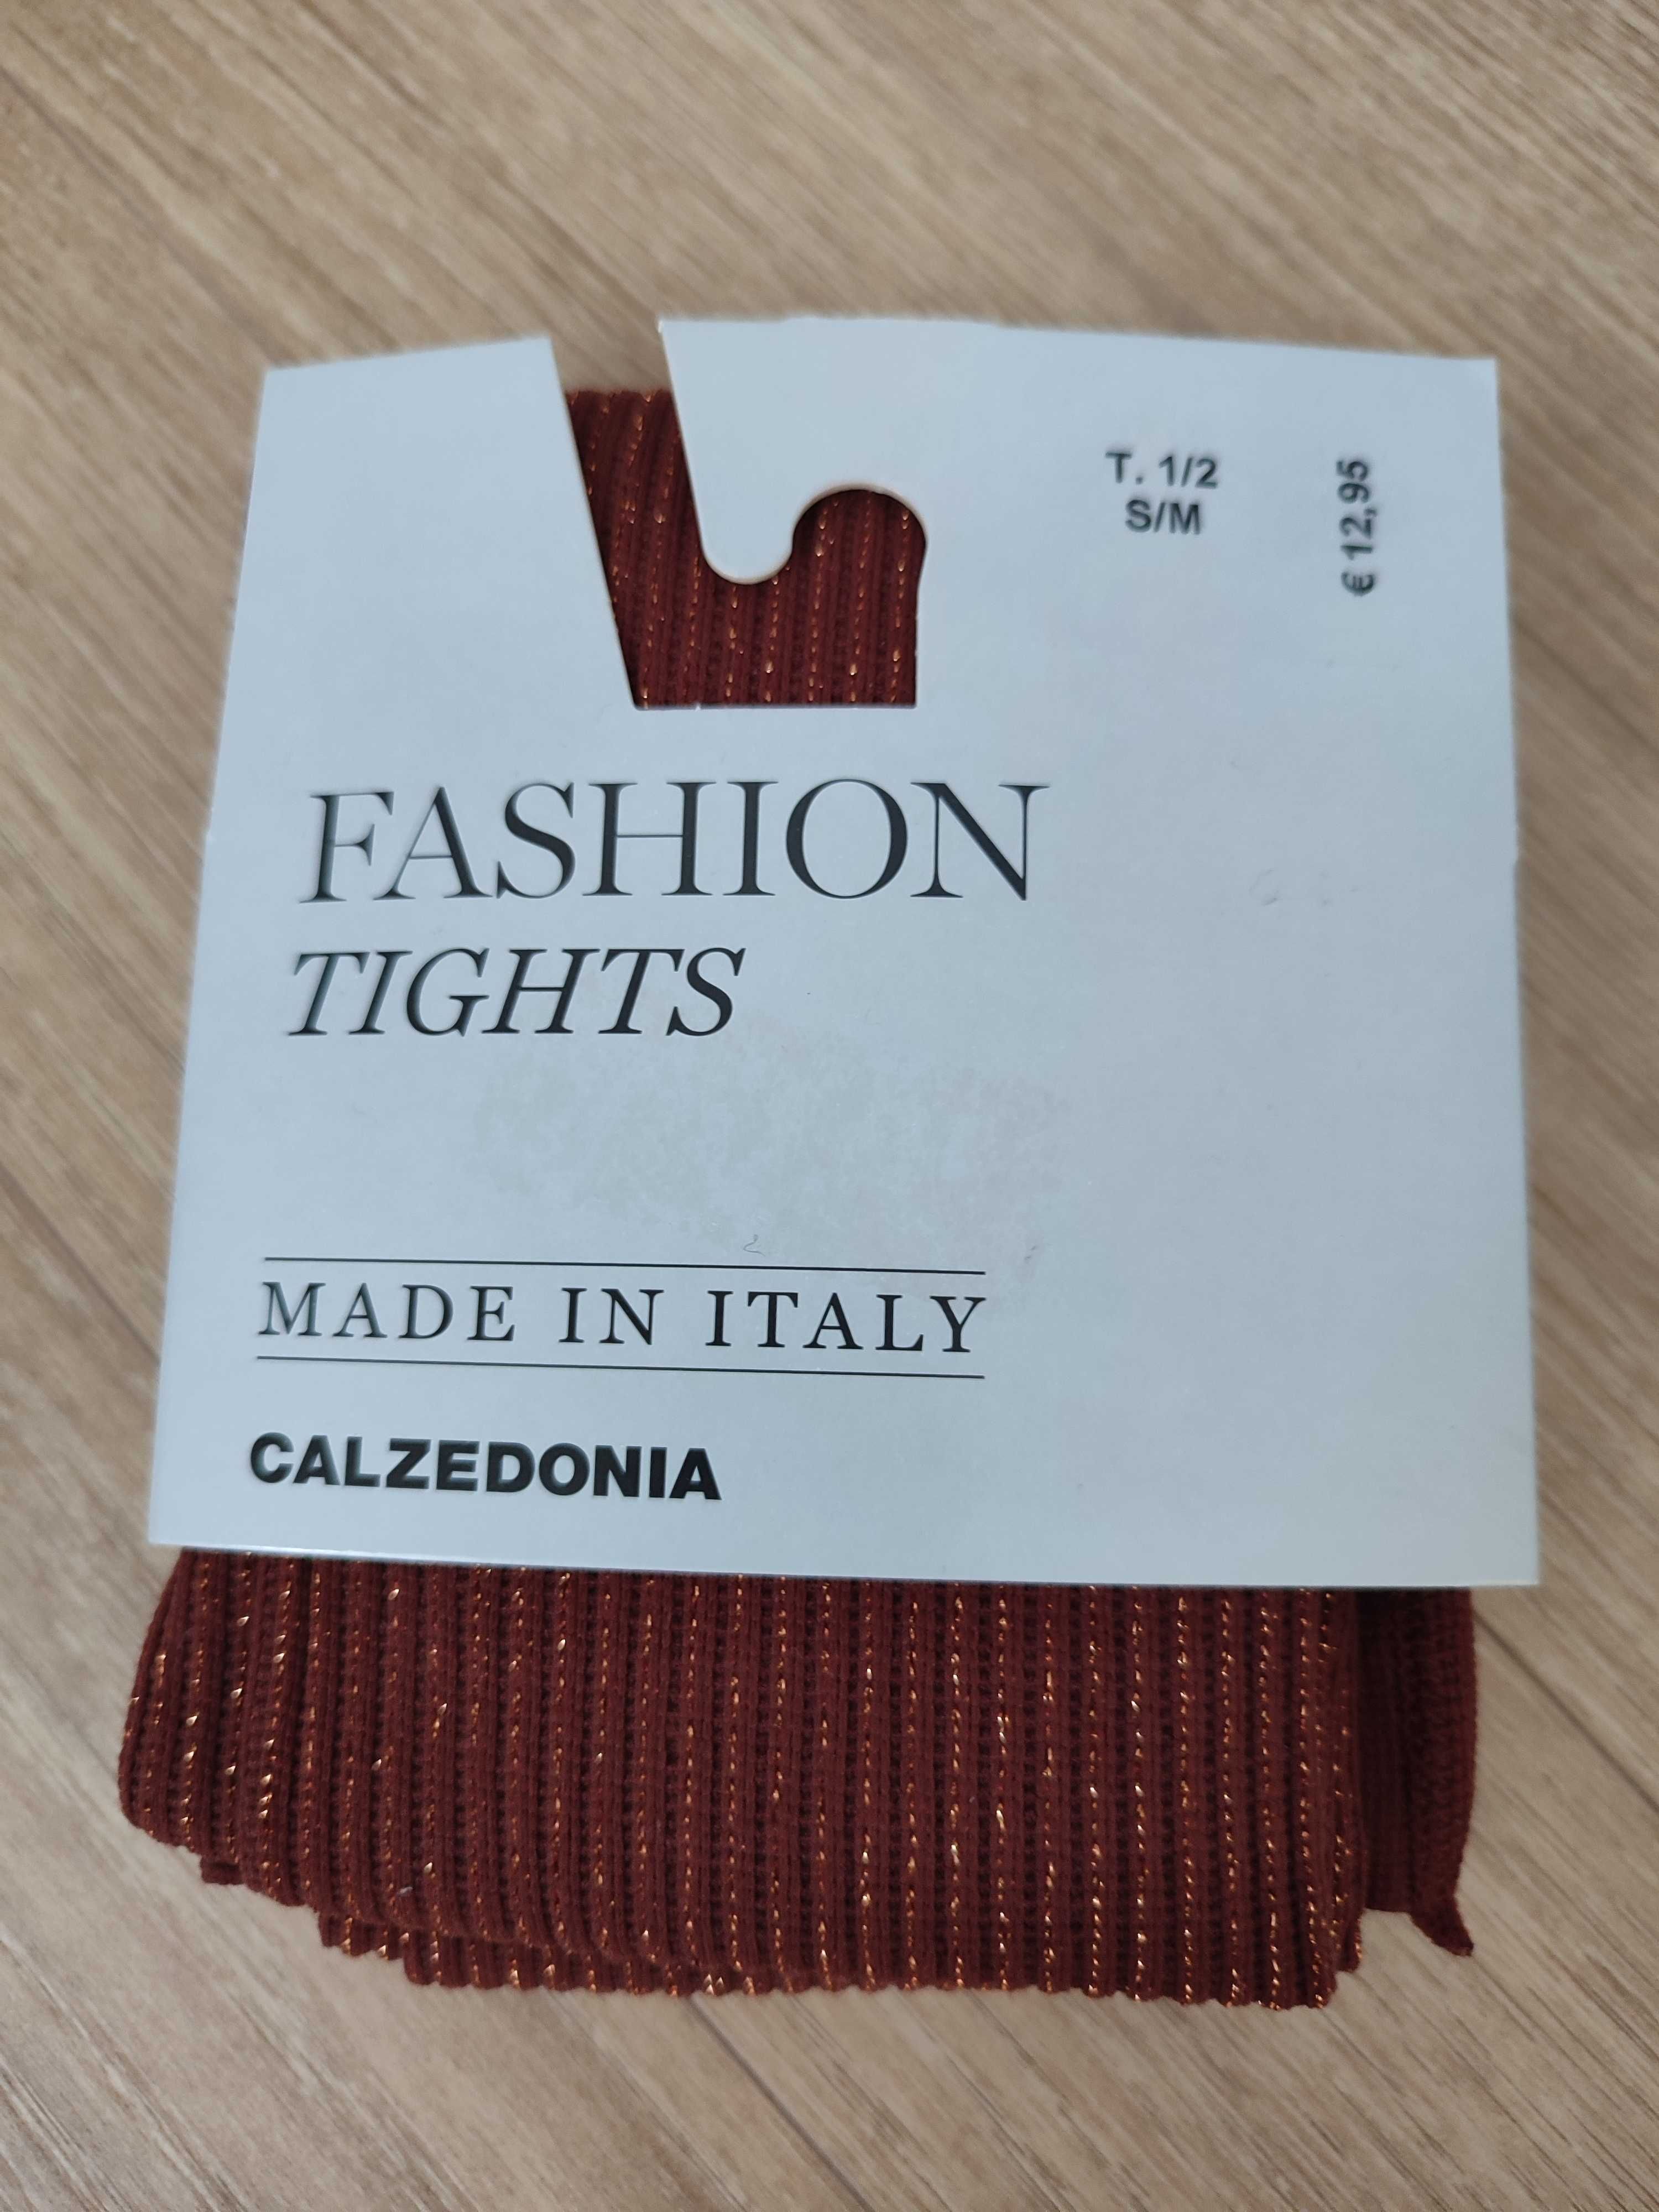 T. 1/2
S/M
€ 12,95
FASHION
TIGHTS
MADE IN ITALY
CALZEDONIA